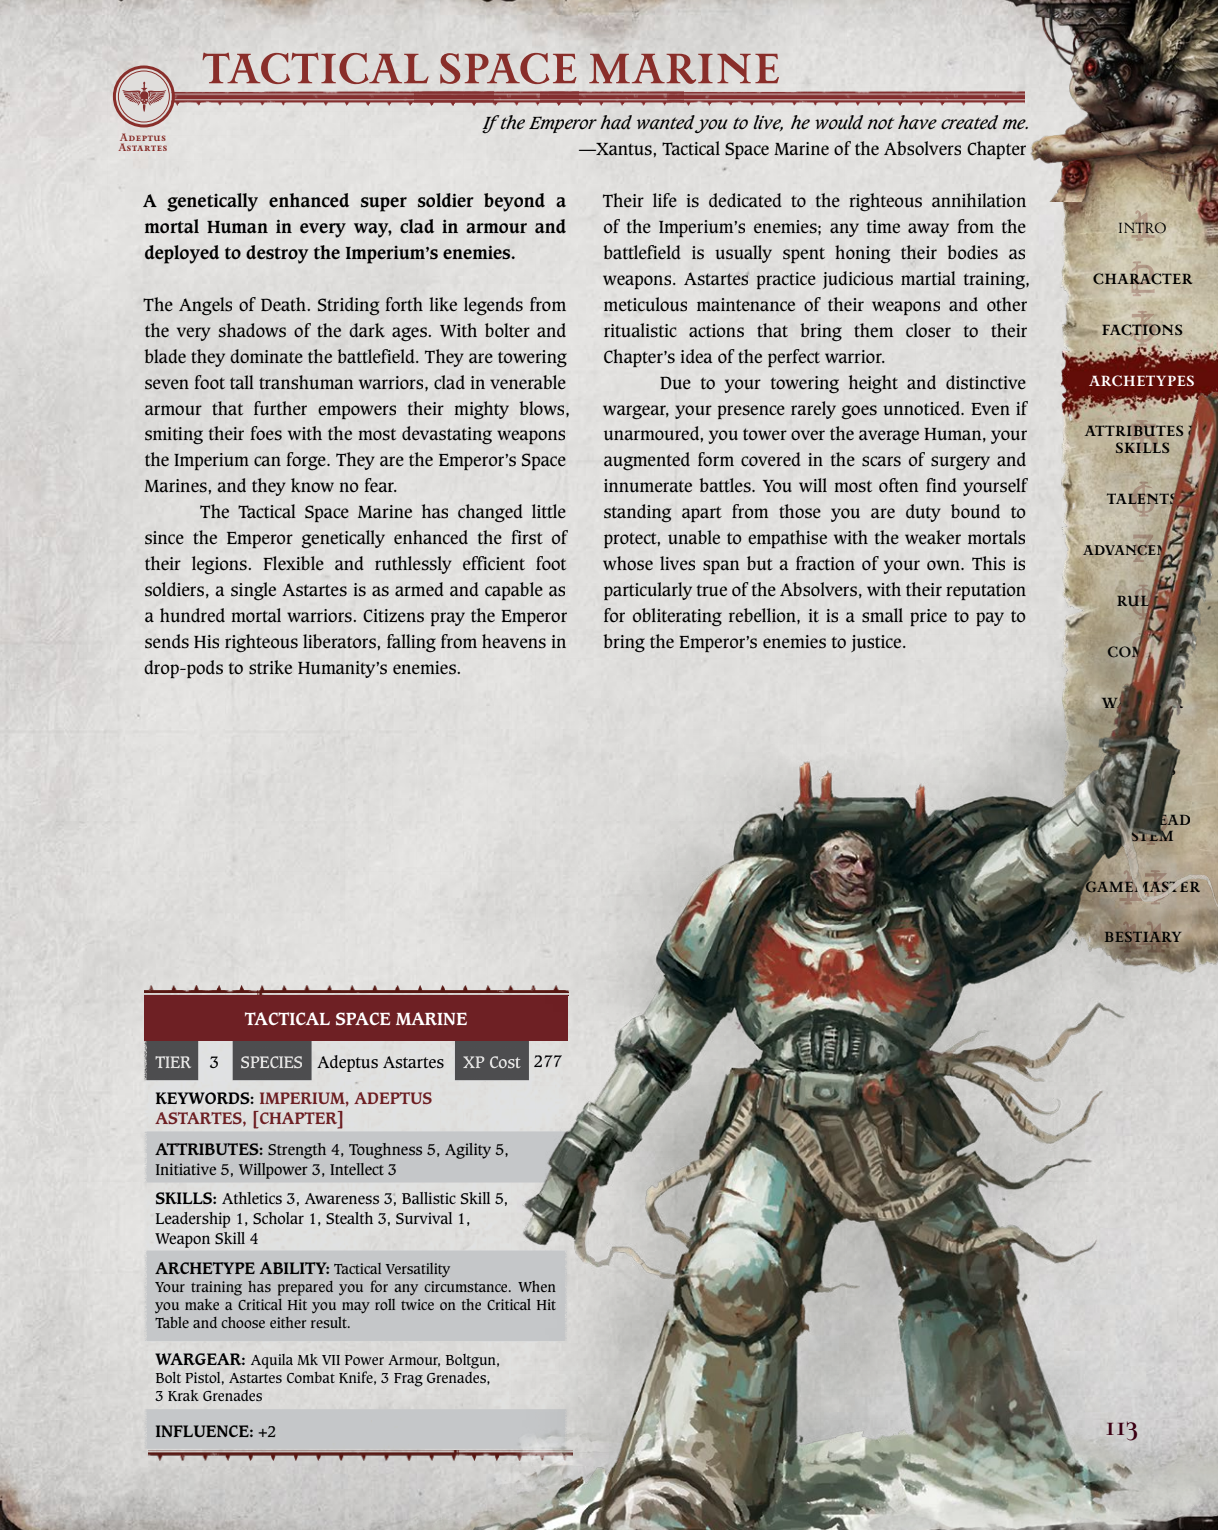 TACTICAL SPACE MARINE
ADEPTUS
ASTARTES
If the Emperor had wanted you to live, he would not have created me.
—Xantus, Tactical Space Marine of the Absolvers Chapter
A genetically enhanced super soldier beyond a
mortal Human in every way, clad in armour and
deployed to destroy the Imperium's enemies.
The Angels of Death. Striding forth like legends from
the very shadows of the dark ages. With bolter and
blade they dominate the battlefield. They are towering
seven foot tall transhuman warriors, clad in venerable
armour that further empowers their mighty blows,
smiting their foes with the most devastating weapons
the Imperium can forge. They are the Emperor's Space
Marines, and they know no fear.
The Tactical Space Marine has changed little
since the Emperor genetically enhanced the first of
their legions. Flexible and ruthlessly efficient foot
soldiers, a single Astartes is as armed and capable as
a hundred mortal warriors. Citizens pray the Emperor
sends His righteous liberators, falling from heavens in
drop-pods to strike Humanity's enemies.
Their life is dedicated to the righteous annihilation
of the Imperium's enemies; any time away from the
battlefield is usually spent honing their bodies as
weapons. Astartes practice judicious martial training,
meticulous maintenance of their weapons and other
ritualistic actions that bring them closer to their
Chapter's idea of the perfect warrior.
Due to your towering height and distinctive
wargear, your presence rarely goes unnoticed. Even if
unarmoured, you tower over the average Human, your
augmented form covered in the scars of surgery and
innumerate battles. You will most often find yourself
standing apart from those you are duty bound to
protect, unable to empathise with the weaker mortals
whose lives span but a fraction of your own. This is
particularly true of the Absolvers, with their reputation
for obliterating rebellion, it is a small price to pay to
bring the Emperor's enemies to justice.
TACTICAL SPACE MARINE
TIER 3 SPECIES Adeptus Astartes XP Cost 277
KEYWORDS: IMPERIUM, ADEPTUS
ASTARTES, [CHAPTER]
ATTRIBUTES: Strength 4, Toughness 5, Agility 5,
Initiative 5, Willpower 3, Intellect 3
SKILLS: Athletics 3, Awareness 3, Ballistic Skill 5,
Leadership 1, Scholar 1, Stealth 3, Survival 1,
Weapon Skill 4
ARCHETYPE ABILITY: Tactical Versatility
Your training has prepared you for any circumstance. When
you make a Critical Hit you may roll twice on the Critical Hit
Table and choose either result.
WARGEAR: Aquila Mk VII Power Armour, Boltgun,
Bolt Pistol, Astartes Combat Knife, 3 Frag Grenades,
3 Krak Grenades
INFLUENCE: +2
INTRO
CHARACTER
FACTIONS
ARCHETYPES
ATTRIBUTES
SKILLS
TALENTS
GAMEMASTER
BESTIARY
113